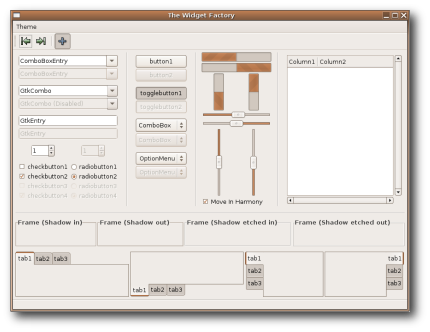 The Widget Factory
Theme
ComboBoxEntry
ComboBoxEntry
GtkCombo
GtkCombo (Disabled)
GtkEntry
GtkEntry
1 1
checkbutton1 radiobutton1
checkbutton2 radiobutton2
checkbutton3 radiobutton3
checkbutton4 radiobutton4
button1
button2
togglebutton1
togglebutton2
ComboBox
ComboBox
OptionMenu
OptionMenu
Move In Harmony
Column1 Column2
Frame (Shadow in) Frame (Shadow out) Frame (Shadow etched in) Frame (Shadow etched out)
tab1 tab2 tab3
tab1 tab2 tab3
tab1
tab2
tab3
tab1
tab2
tab3